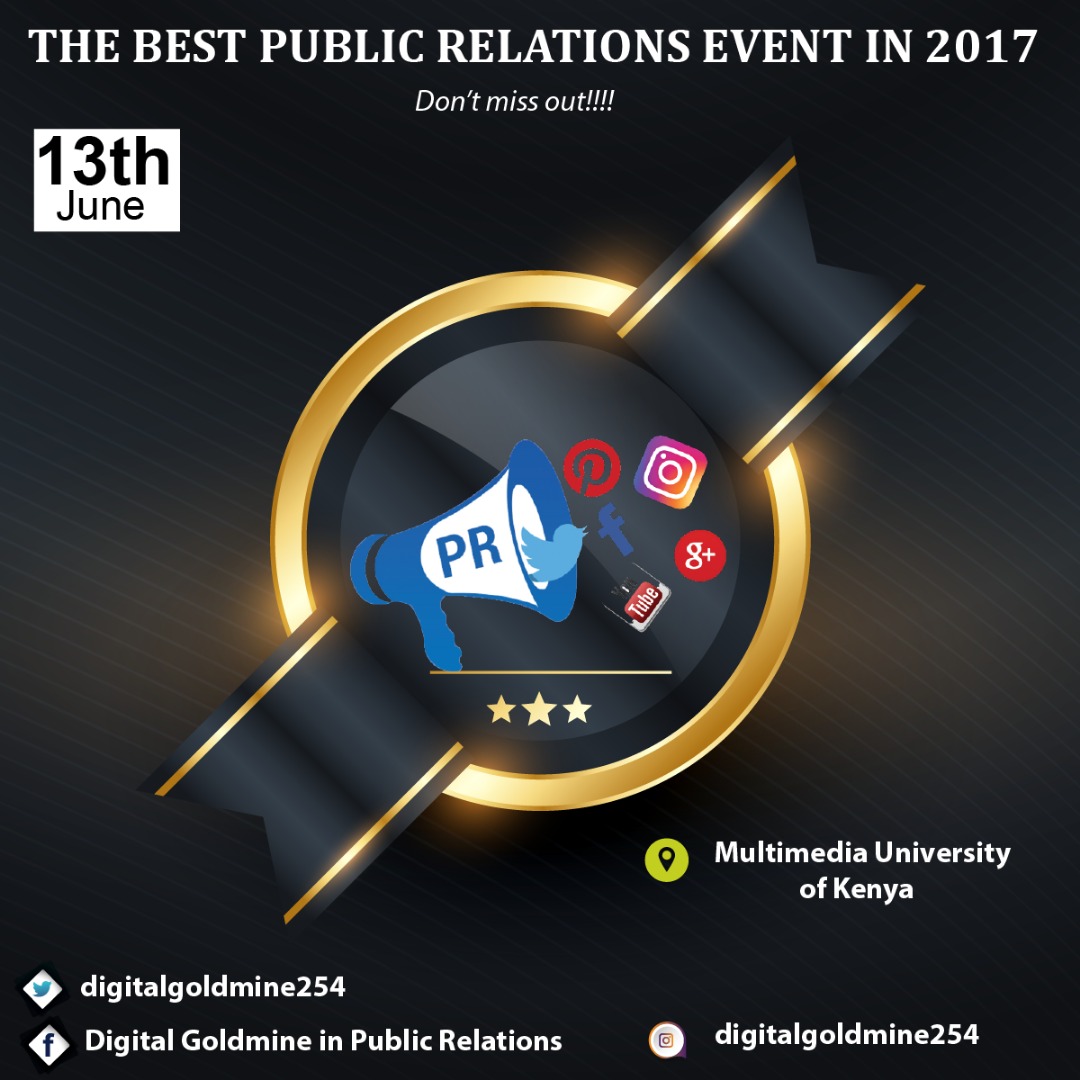 THE BEST PUBLIC RELATIONS EVENT IN 2017
Don't miss out!!!!
13th
June
PR
g+
Tube
Multimedia University
of Kenya
digitalgoldmine254
Digital Goldmine in Public Relations
digitalgoldmine254